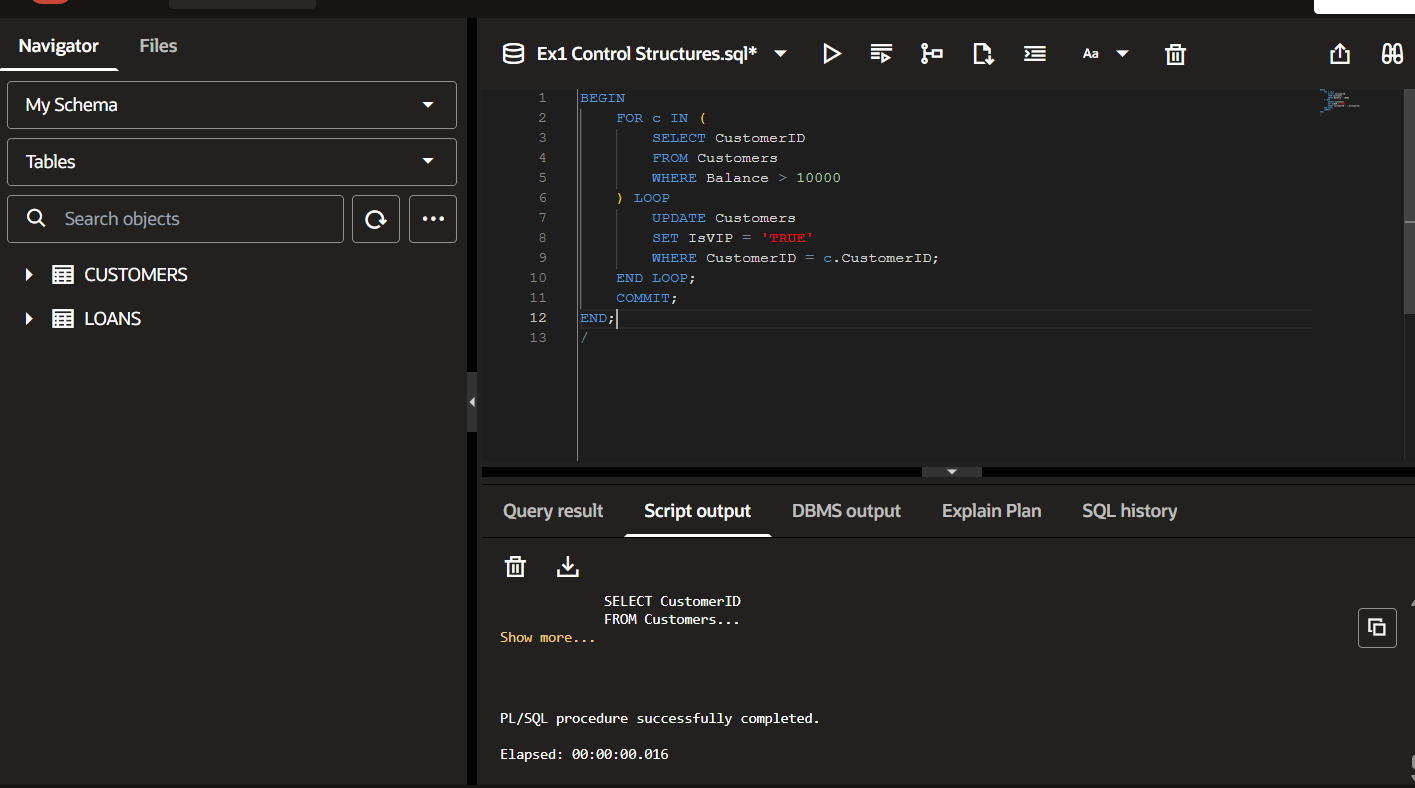 Navigator Files
My Schema
Tables
Search objects
CUSTOMERS
LOANS
Ex1 Control Structures.sql*
Aa
1 BEGIN
2 FOR c IN (
3 SELECT CustomerID
4 FROM Customers
5 WHERE Balance > 10000
6 ) LOOP
7 UPDATE Customers
8 SET IsVIP = 'TRUE'
9 WHERE CustomerID = c.CustomerID;
10 END LOOP;
11 COMMIT;
12 END;
13 /
Query result Script output DBMS output Explain Plan SQL history
SELECT CustomerID
FROM Customers...
Show more...
PL/SQL procedure successfully completed.
Elapsed: 00:00:00.016